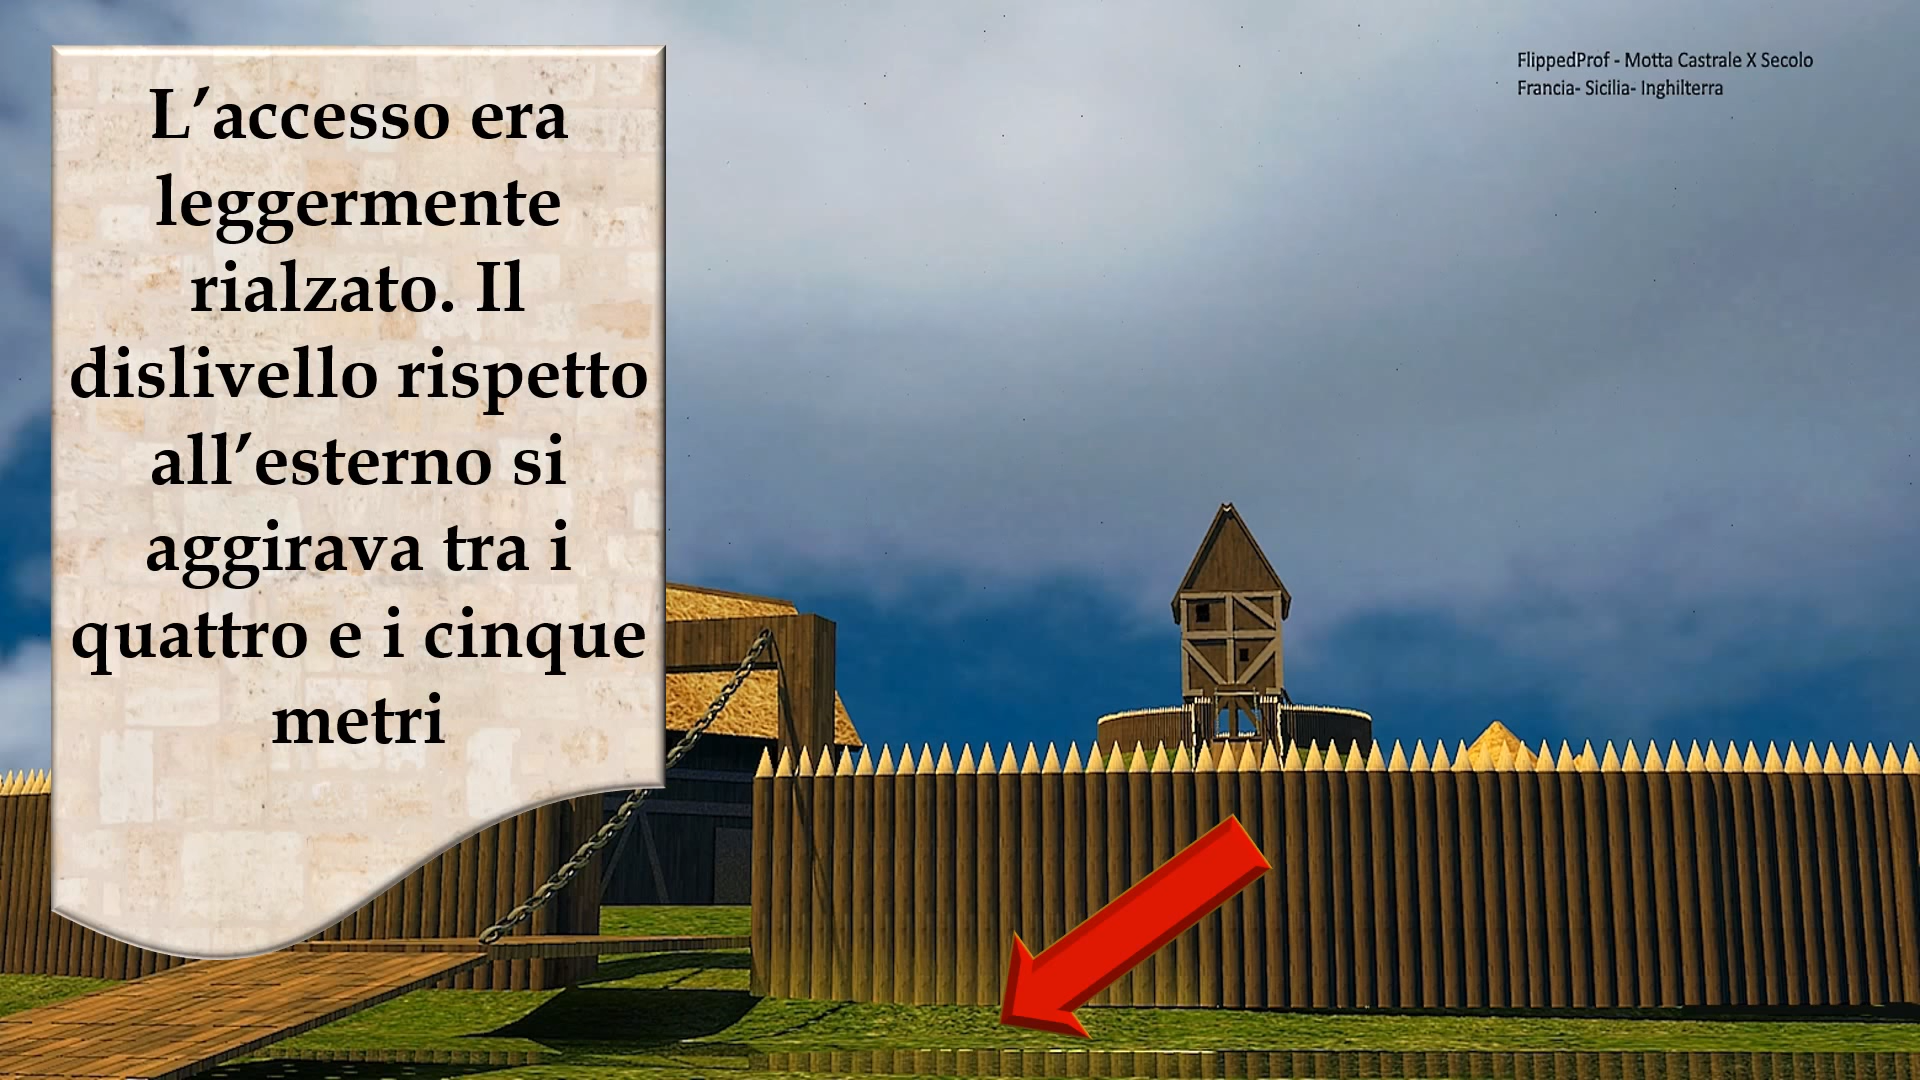 L’accesso era
leggermente
rialzato. Il
dislivello rispetto
all’esterno si
aggirava tra i
quattro e i cinque
metri
FlippedProf - Motta Castrale X Secolo
Francia- Sicilia- Inghilterra